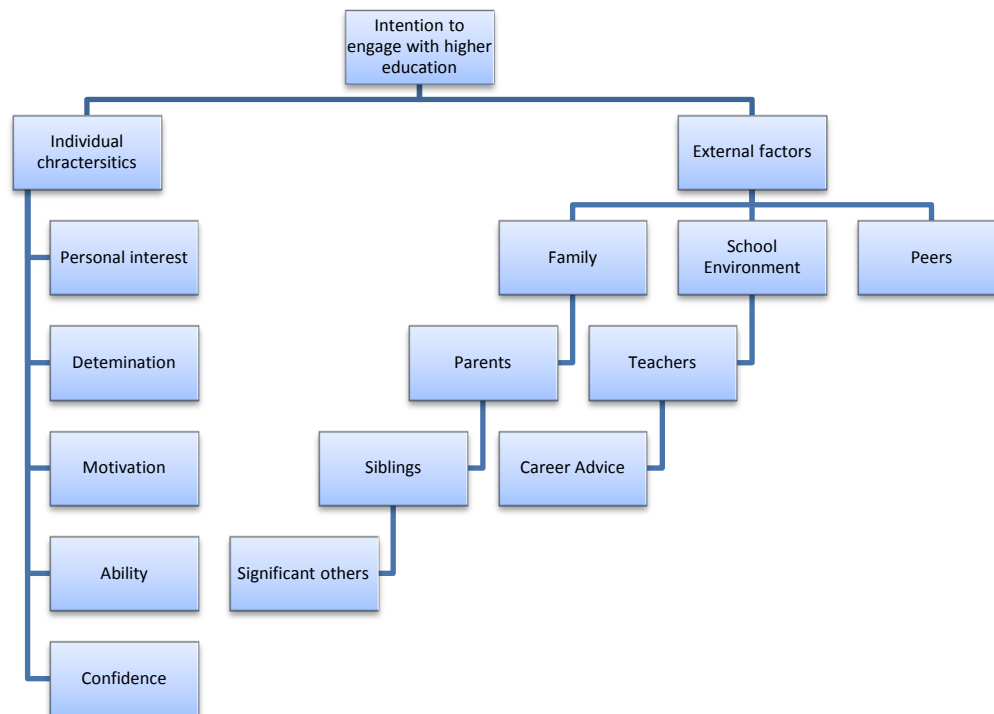 Intention to
engage with higher
education
Individual
chractersitics
External factors
Personal interest
Family
School
Environment
Peers
Detemination
Parents
Teachers
Motivation
Siblings
Career Advice
Ability
Significant others
Confidence